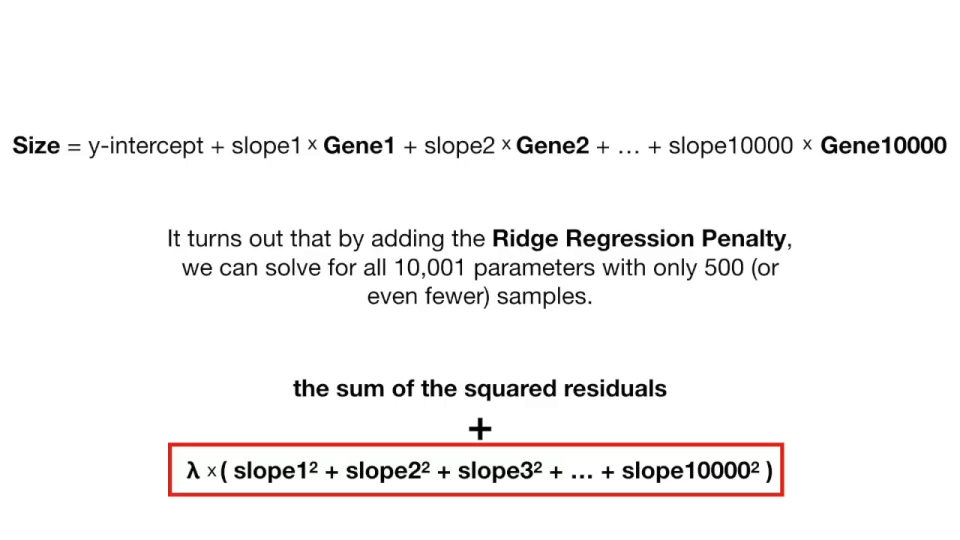 Size = y-intercept + slope1 x Gene1 + slope2 x Gene2 + … + slope10000 x Gene10000
It turns out that by adding the Ridge Regression Penalty,
we can solve for all 10,001 parameters with only 500 (or
even fewer) samples.
the sum of the squared residuals
+
λ x ( slope1² + slope2² + slope3² + … + slope10000² )